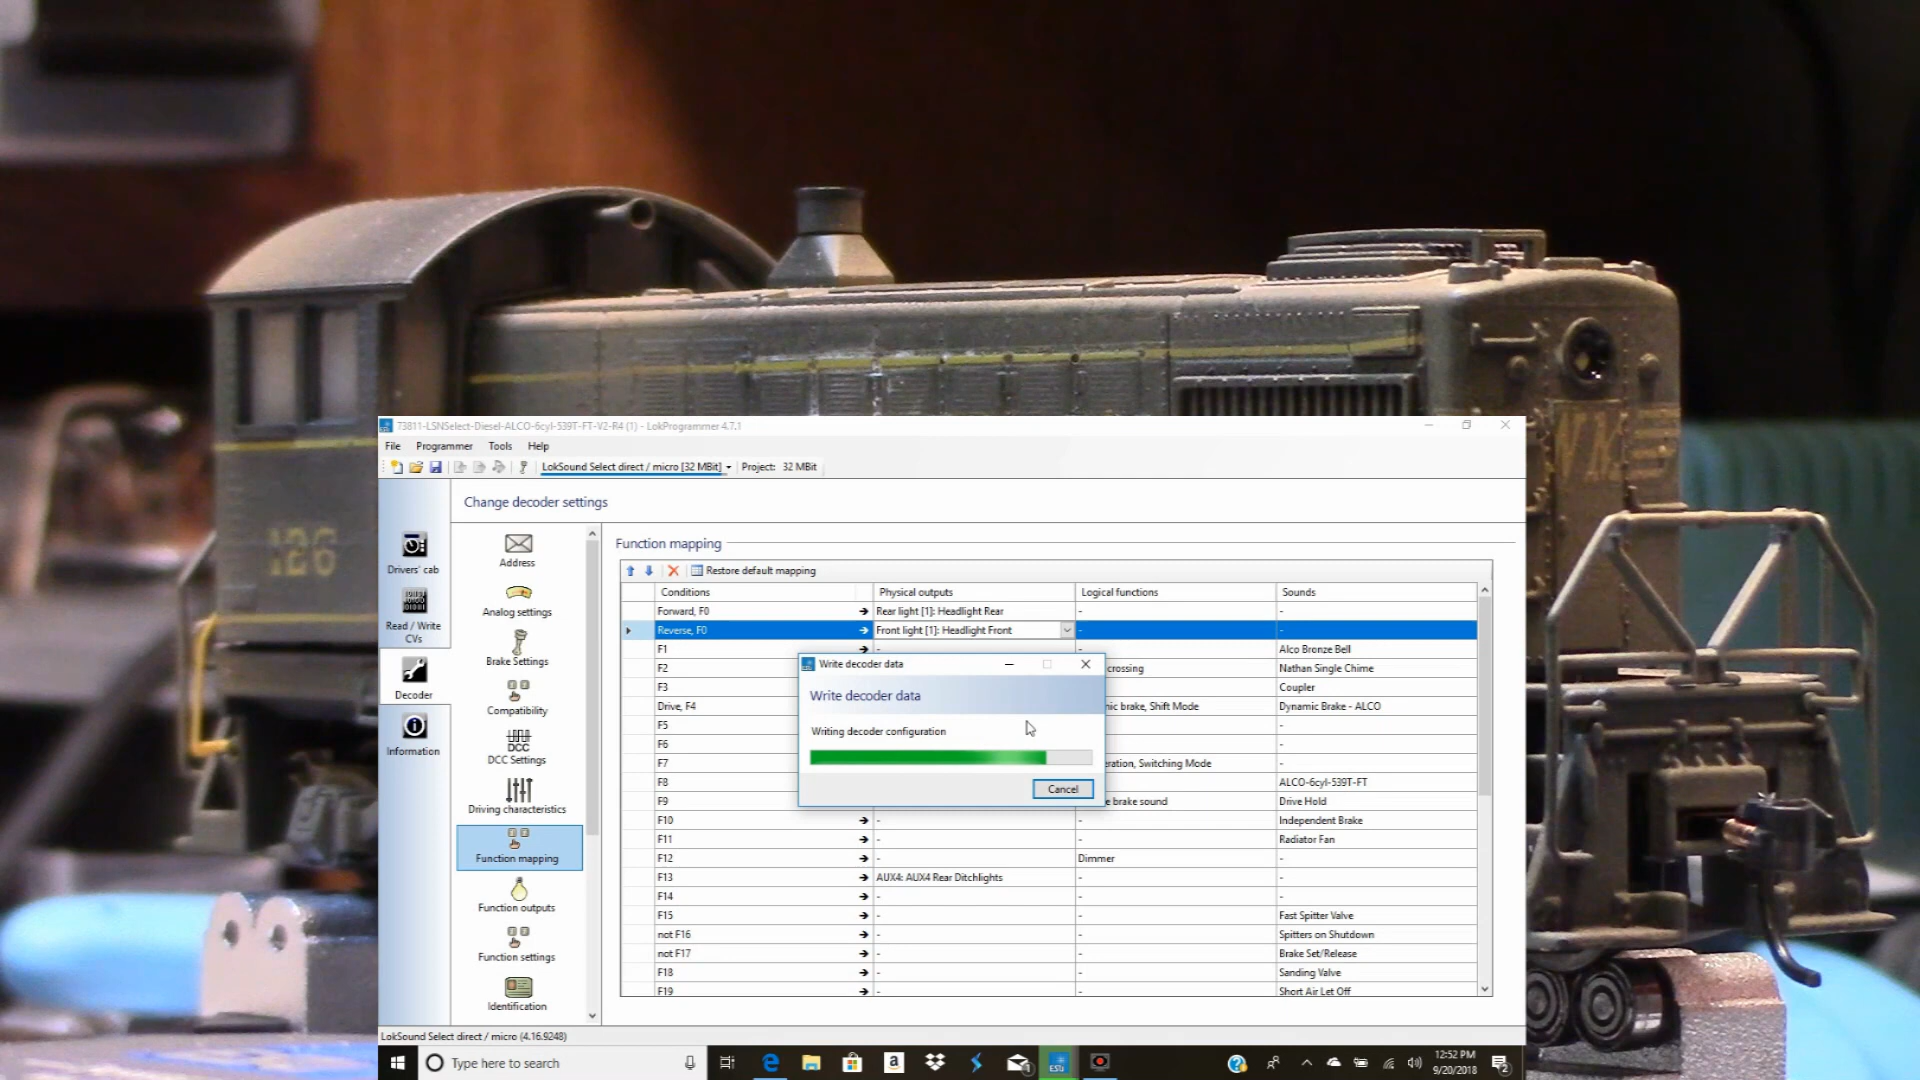 126
73811-LSNSelect-Diesel-ALCO-6cyl-539T-FT-V2-R4 (1) - LokProgrammer 4.7.1
File Programmer Tools Help
LokSound Select direct / micro [32 MBit] Project: 32 MBit
Change decoder settings
Drivers' cab
Read / Write
CVs
Decoder
Information
Address
Analog settings
Brake Settings
Compatibility
DCC
DCC Settings
Driving characteristics
Function mapping
Function outputs
Function settings
Identification
Function mapping
Restore default mapping
Conditions Physical outputs Logical functions Sounds
Forward, F0 Rear light [1]: Headlight Rear - -
Reverse, F0 Front light [1]: Headlight Front - -
F1 - Alco Bronze Bell
F2 crossing Nathan Single Chime
F3 Coupler
Drive, F4 ic brake, Shift Mode Dynamic Brake - ALCO
F5 -
F6 -
F7 eration, Switching Mode -
F8 ALCO-6cyl-539T-FT
F9 e brake sound Drive Hold
F10 - - Independent Brake
F11 - - Radiator Fan
F12 - Dimmer -
F13 AUX4: AUX4 Rear Ditchlights - -
F14 - - -
F15 - - Fast Spitter Valve
not F16 - - Spitters on Shutdown
not F17 - - Brake Set/Release
F18 - - Sanding Valve
F19 - - Short Air Let Off
Write decoder data
Write decoder data
Writing decoder configuration
Cancel
LokSound Select direct / micro (4.16.9248)
Type here to search
12:52 PM
9/20/2018